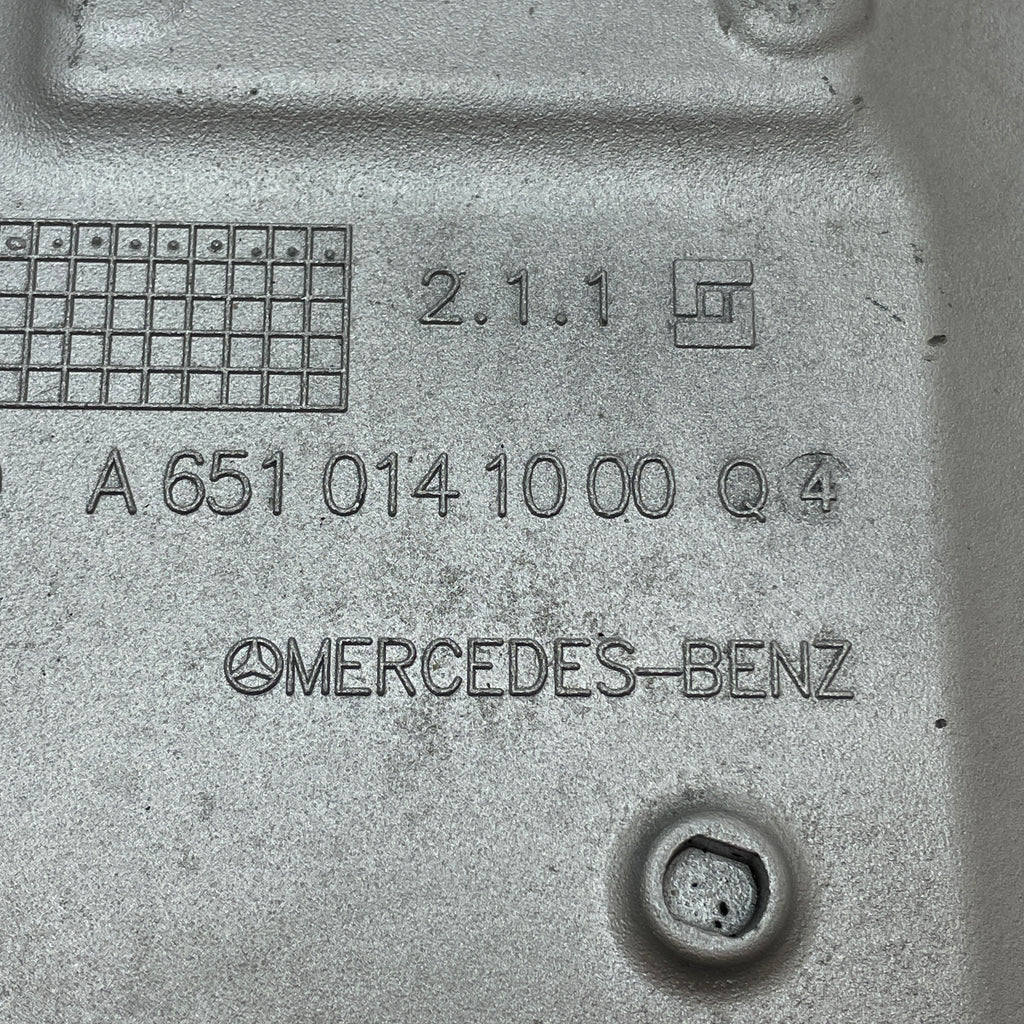 2.1.1
A 651 014 10 00 Q 4
MERCEDES-BENZ